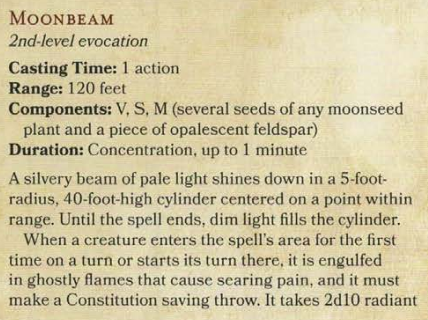 MOONBEAM
2nd-level evocation
Casting Time: 1 action
Range: 120 feet
Components: V, S, M (several seeds of any moonseed
plant and a piece of opalescent feldspar)
Duration: Concentration, up to 1 minute
A silvery beam of pale light shines down in a 5-foot-
radius, 40-foot-high cylinder centered on a point within
range. Until the spell ends, dim light fills the cylinder.
When a creature enters the spell's area for the first
time on a turn or starts its turn there, it is engulfed
in ghostly flames that cause searing pain, and it must
make a Constitution saving throw. It takes 2d10 radiant